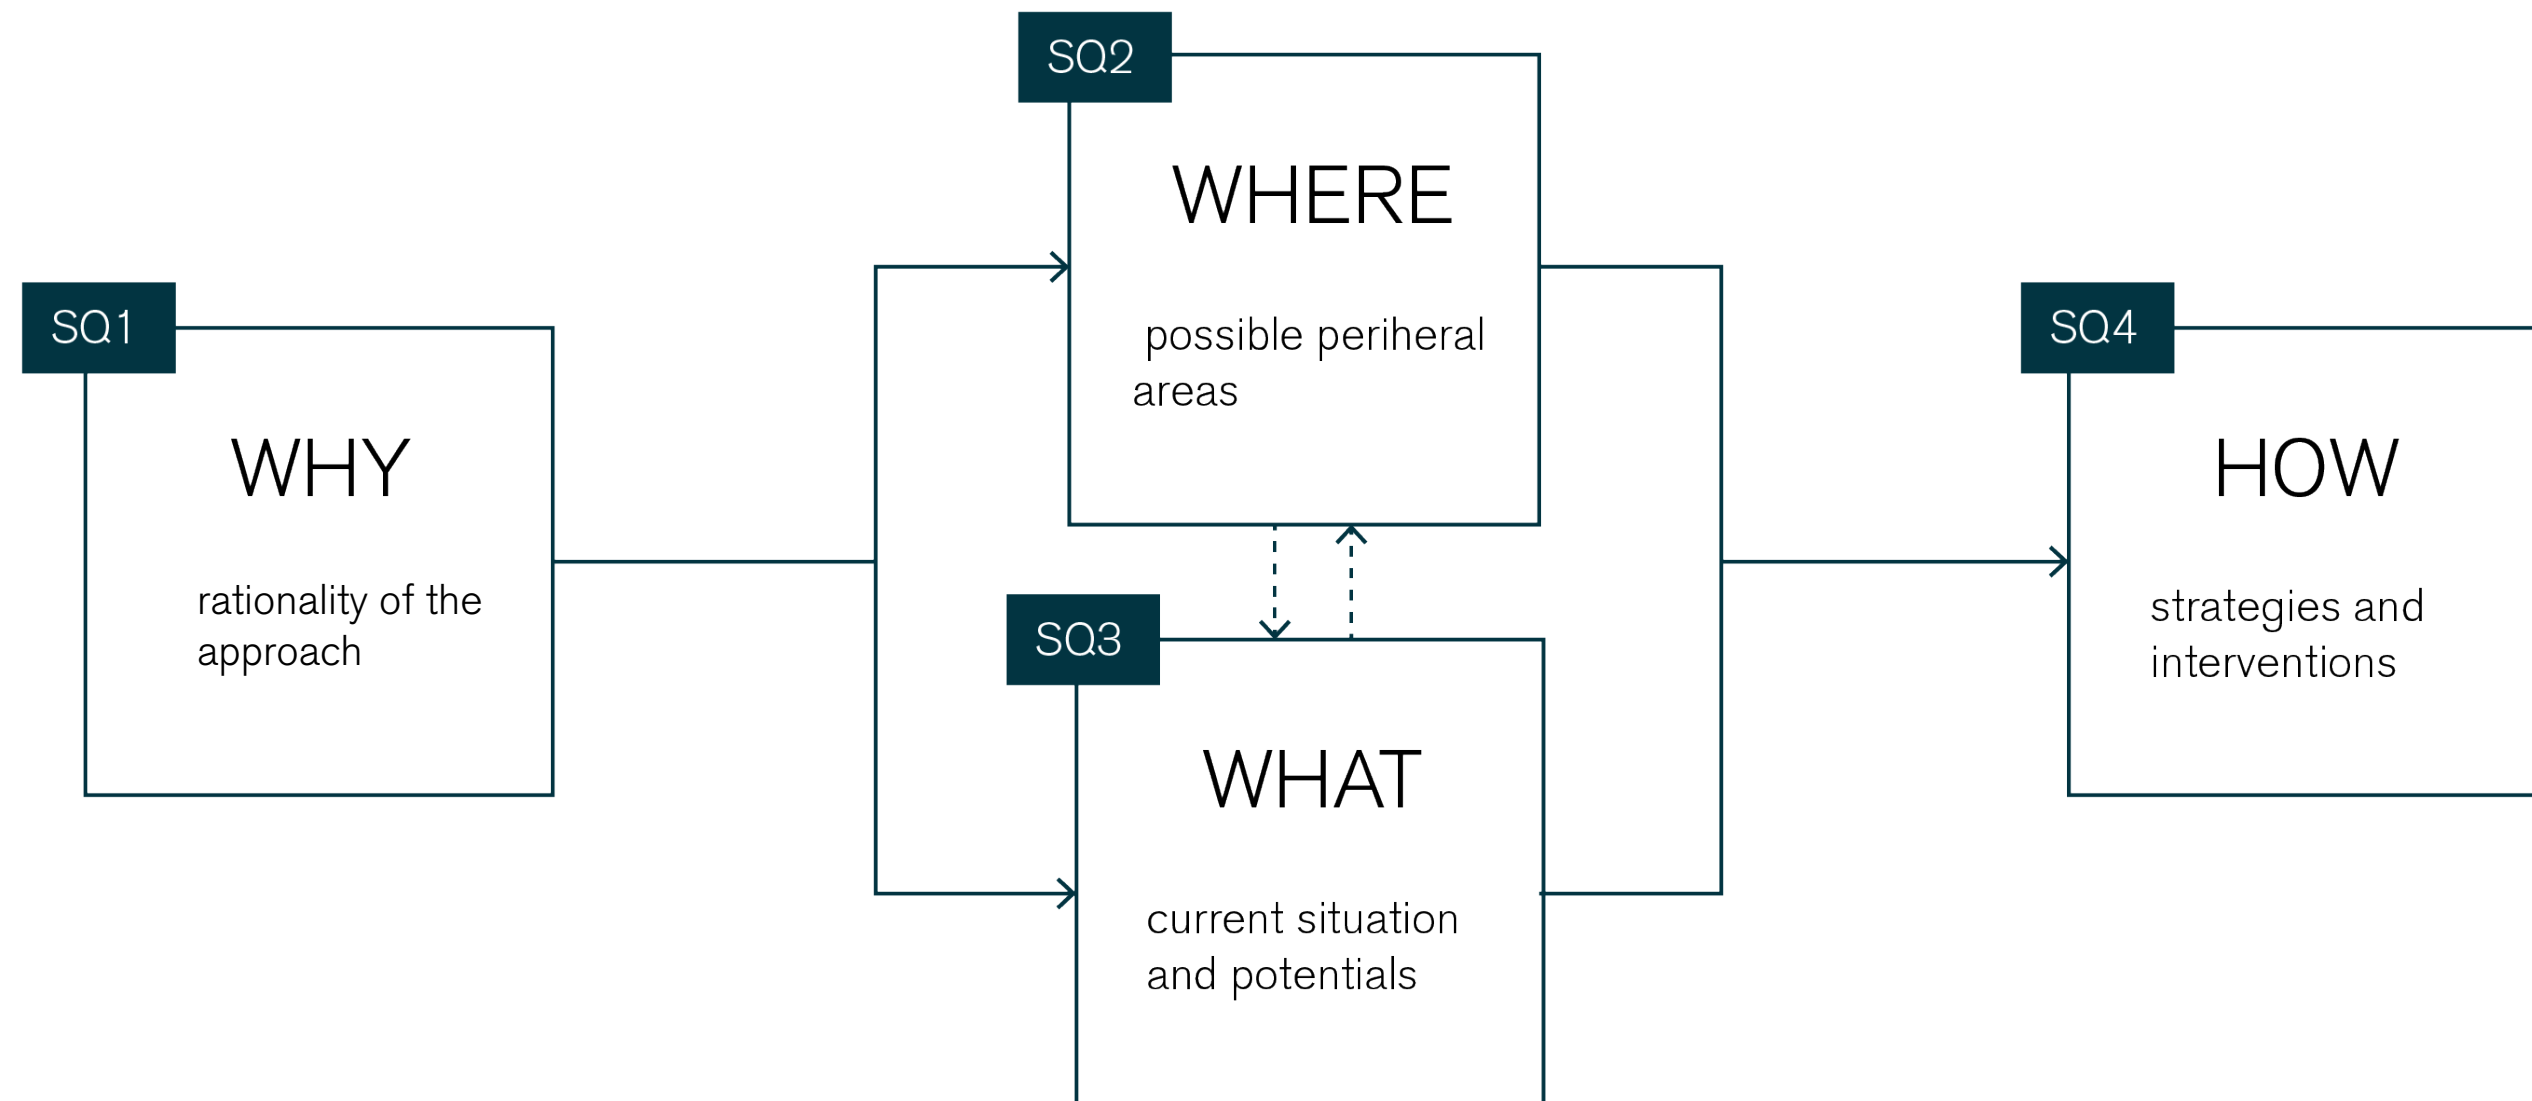 SQ1
WHY
rationality of the
approach
SQ2
WHERE
possible periheral
areas
SQ3
WHAT
current situation
and potentials
SQ4
HOW
strategies and
interventions